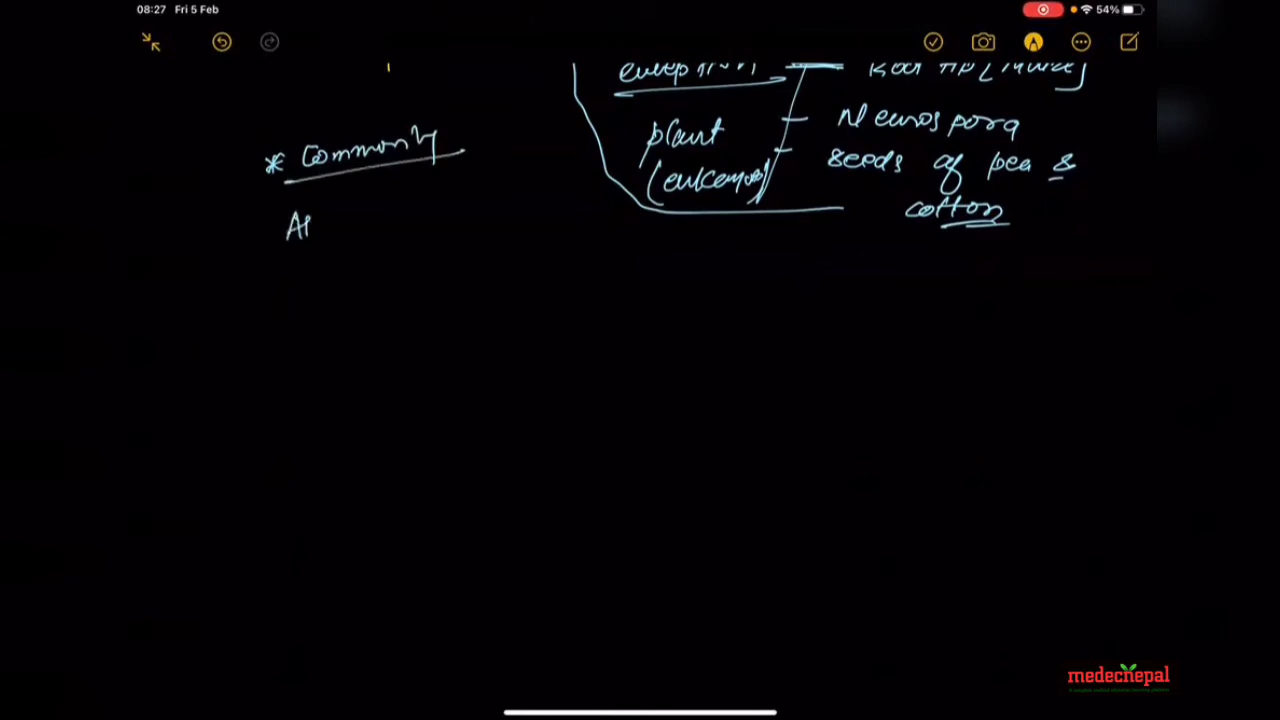 08:27 Fri 5 Feb
54%
exception
Root tip [Maize]
* Commonly
An
plant
(exception)
Neurospora
seeds of pea &
cotton
medecnepal